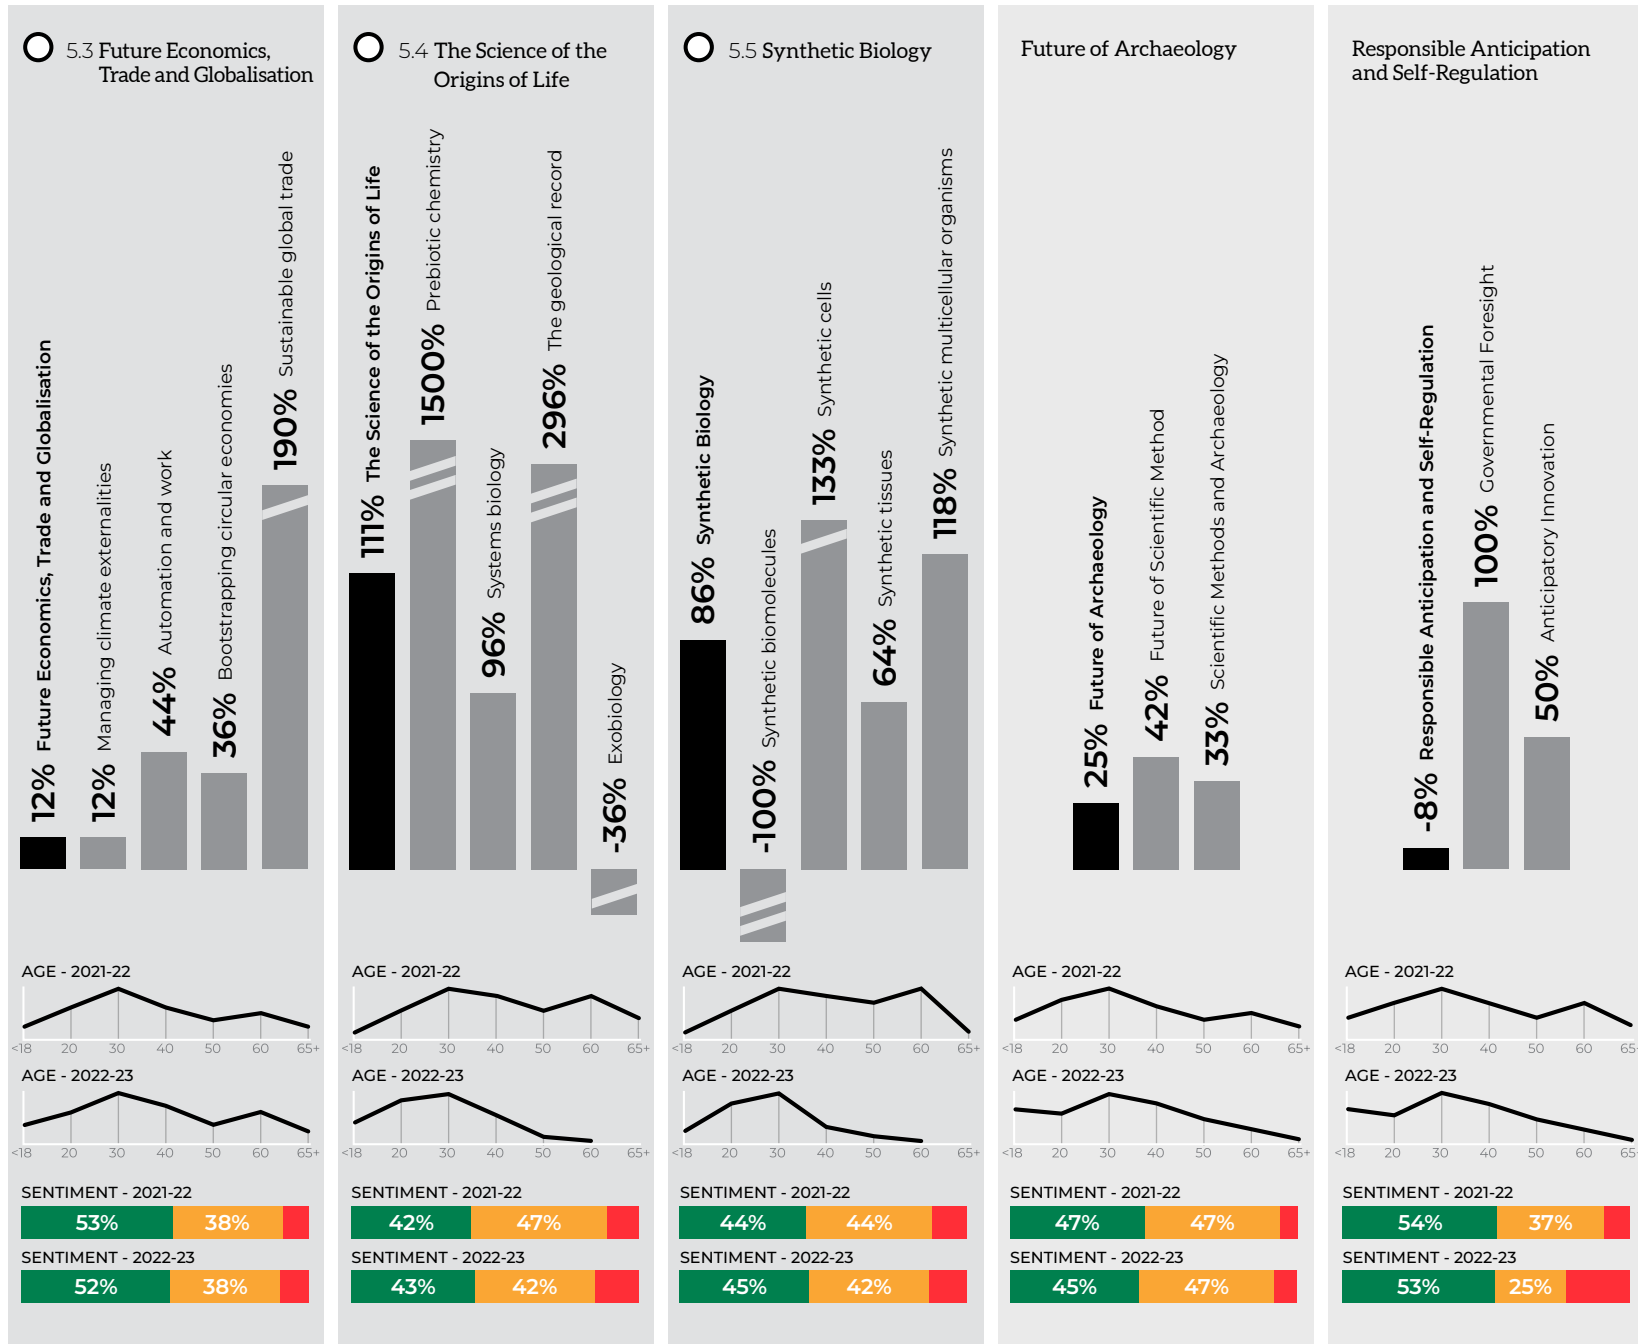 5.3 Future Economics,
Trade and Globalisation
12% Future Economics, Trade and Globalisation
12% Managing climate externalities
44% Automation and work
36% Bootstrapping circular economies
190% Sustainable global trade
AGE - 2021-22
<18 20 30 40 50 60 65+
AGE - 2022-23
<18 20 30 40 50 60 65+
SENTIMENT - 2021-22
53% 38%
SENTIMENT - 2022-23
52% 38%
5.4 The Science of the
Origins of Life
111% The Science of the Origins of Life
1500% Prebiotic chemistry
96% Systems biology
296% The geological record
-36% Exobiology
AGE - 2021-22
<18 20 30 40 50 60 65+
AGE - 2022-23
<18 20 30 40 50 60 65+
SENTIMENT - 2021-22
42% 47%
SENTIMENT - 2022-23
43% 42%
5.5 Synthetic Biology
86% Synthetic Biology
-100% Synthetic biomolecules
133% Synthetic cells
64% Synthetic tissues
118% Synthetic multicellular organisms
AGE - 2021-22
<18 20 30 40 50 60 65+
AGE - 2022-23
<18 20 30 40 50 60 65+
SENTIMENT - 2021-22
44% 44%
SENTIMENT - 2022-23
45% 42%
Future of Archaeology
25% Future of Archaeology
42% Future of Scientific Method
33% Scientific Methods and Archaeology
AGE - 2021-22
<18 20 30 40 50 60 65+
AGE - 2022-23
<18 20 30 40 50 60 65+
SENTIMENT - 2021-22
47% 47%
SENTIMENT - 2022-23
45% 47%
Responsible Anticipation
and Self-Regulation
-8% Responsible Anticipation and Self-Regulation
100% Governmental Foresight
50% Anticipatory Innovation
AGE - 2021-22
<18 20 30 40 50 60 65
AGE - 2022-23
<18 20 30 40 50 60 65
SENTIMENT - 2021-22
54% 37%
SENTIMENT - 2022-23
53% 25%